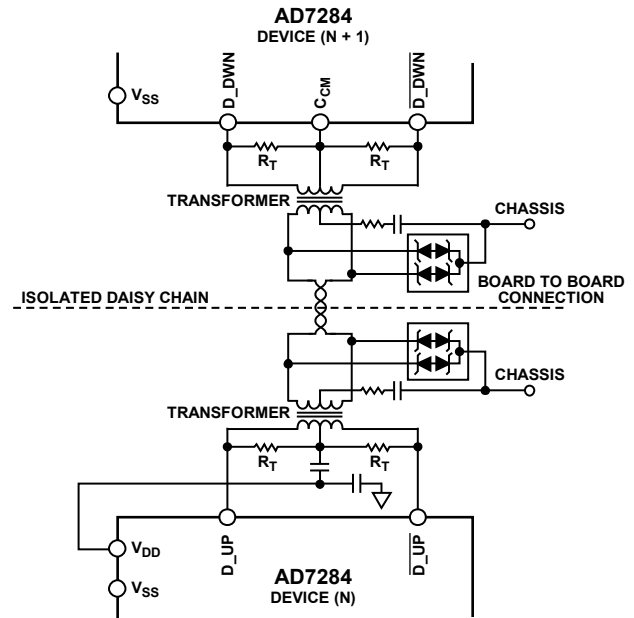 AD7284
DEVICE (N + 1)
VSS
D_DWN
CCM
D_DWN
RT
RT
TRANSFORMER
CHASSIS
BOARD TO BOARD
CONNECTION
ISOLATED DAISY CHAIN
CHASSIS
TRANSFORMER
RT
RT
VDD
D_UP
D_UP
VSS
AD7284
DEVICE (N)